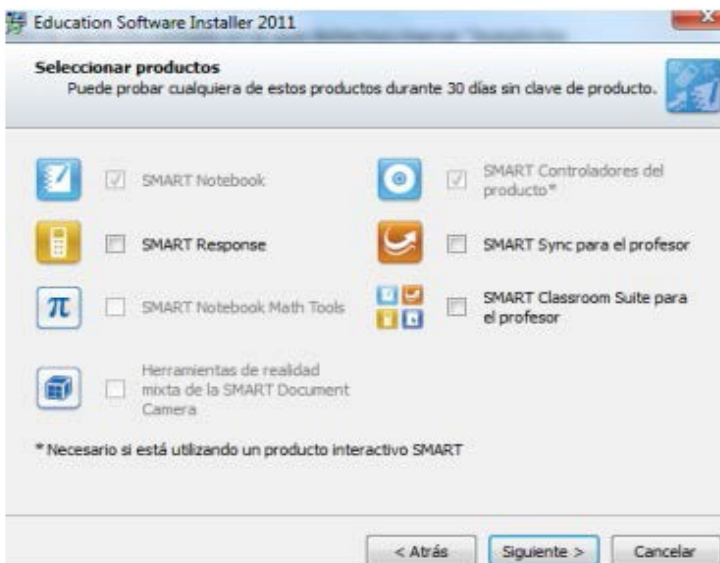 Education Software Installer 2011
Seleccionar productos
Puede probar cualquiera de estos productos durante 30 días sin clave de producto.
SMART Notebook
SMART Controladores del
producto*
SMART Response
SMART Sync para el profesor
π
SMART Notebook Math Tools
SMART Classroom Suite para
el profesor
Herramientas de realidad
mixta de la SMART Document
Camera
* Necesario si está utilizando un producto interactivo SMART
< Atrás
Siguiente >
Cancelar